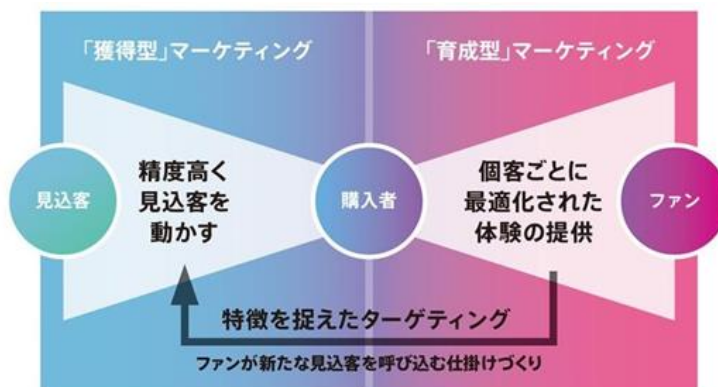 「獲得型」マーケティング
「育成型」マーケティング
見込客
精度高く
見込客を
動かす
購入者
個客ごとに
最適化された
体験の提供
ファン
特徴を捉えたターゲティング
ファンが新たな見込客を呼び込む仕掛けづくり